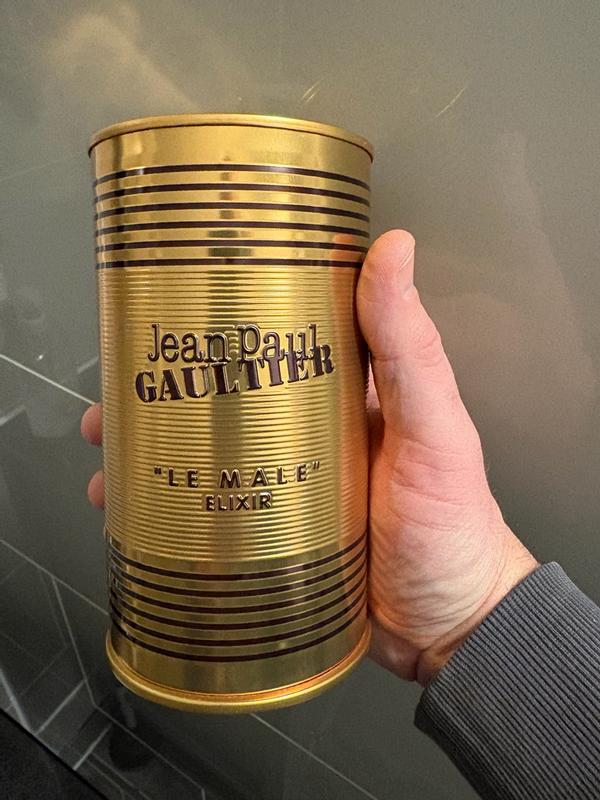 Jean Paul
GAULTIER
"LE MALE"
ELIXIR